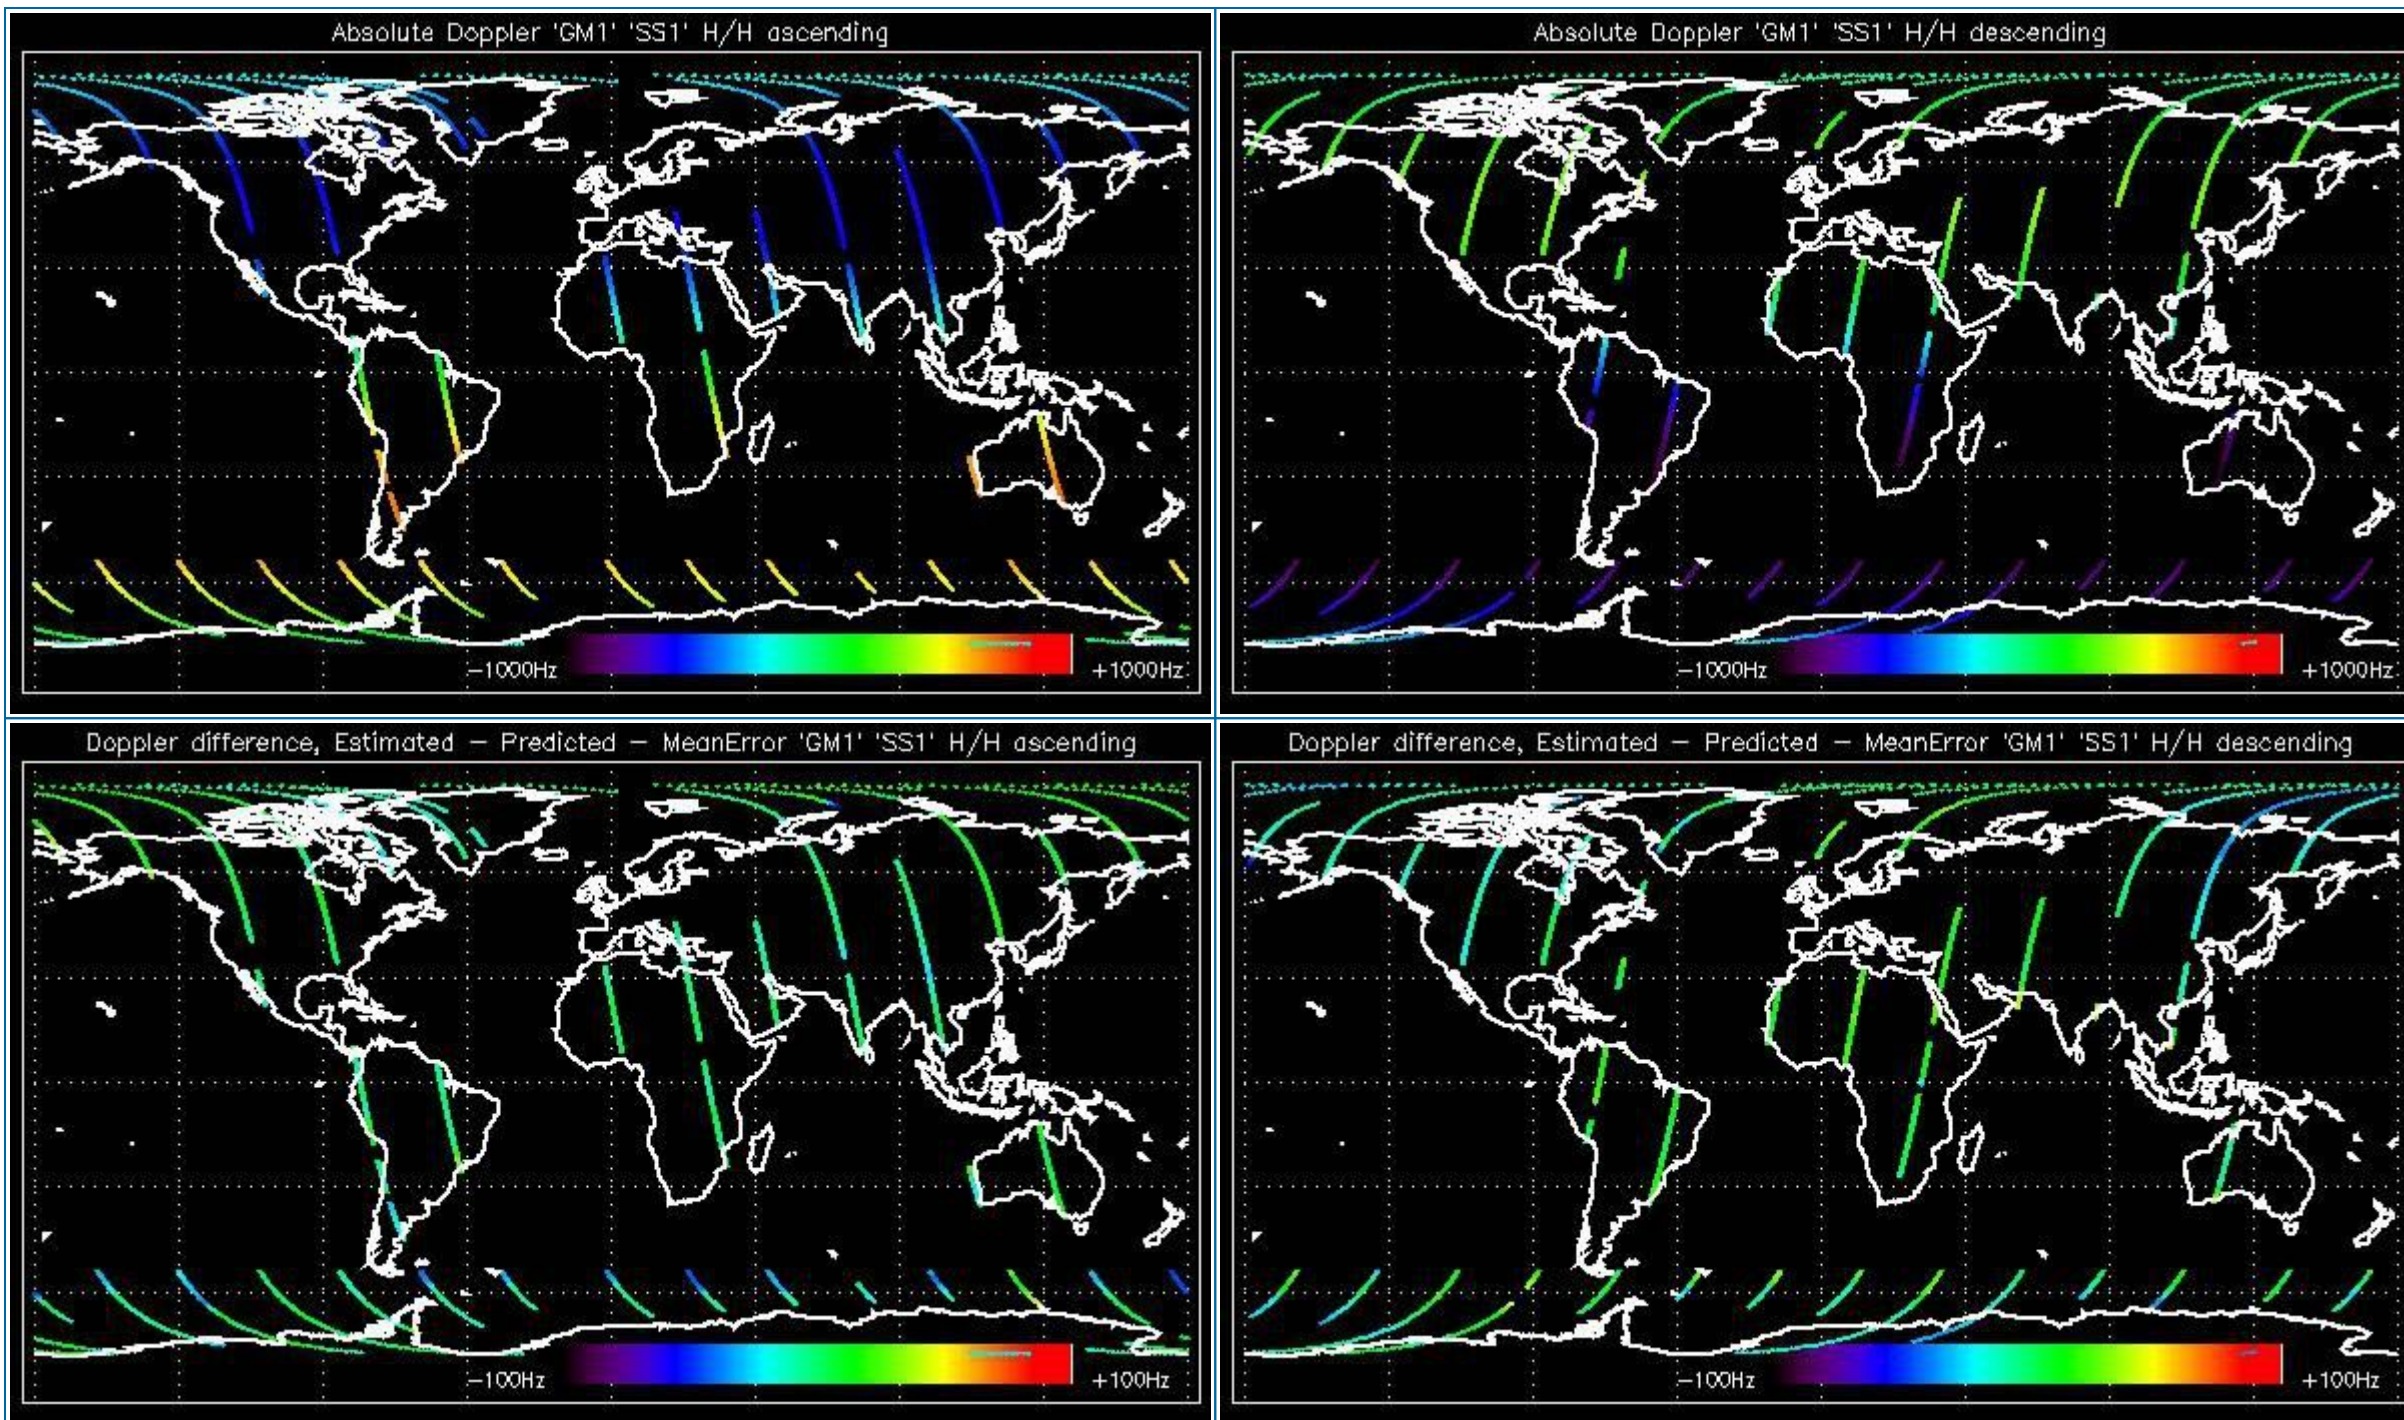 Absolute Doppler 'GM1' 'SS1' H/H ascending
-1000Hz
+1000Hz
Absolute Doppler 'GM1' 'SS1' H/H descending
-1000Hz
+1000Hz
Doppler difference, Estimated - Predicted - MeanError 'GM1' 'SS1' H/H ascending
-100Hz
+100Hz
Doppler difference, Estimated - Predicted - MeanError 'GM1' 'SS1' H/H descending
-100Hz
+100Hz